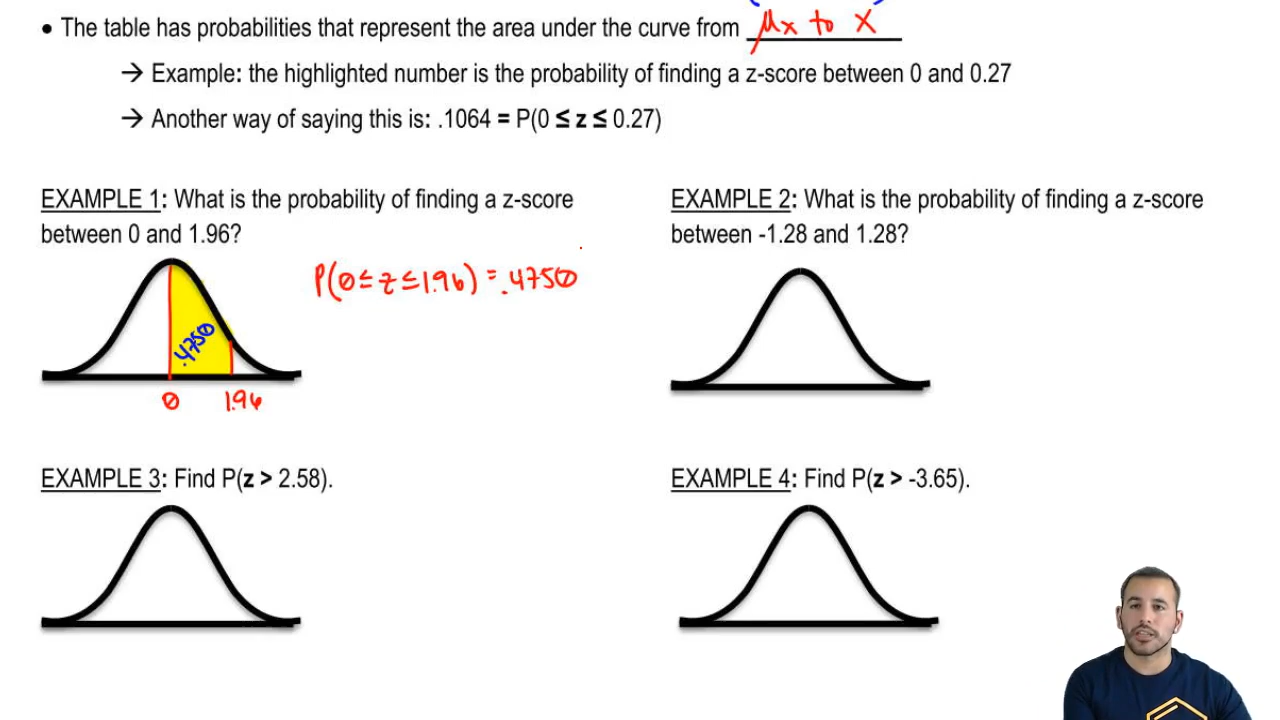 • The table has probabilities that represent the area under the curve from μx to x
→ Example: the highlighted number is the probability of finding a z-score between 0 and 0.27
→ Another way of saying this is: .1064 = P(0 ≤ z ≤ 0.27)
EXAMPLE 1: What is the probability of finding a z-score
between 0 and 1.96?
P(0 ≤ z ≤ 1.96) = .4750
.4750
0 1.96
EXAMPLE 2: What is the probability of finding a z-score
between -1.28 and 1.28?
EXAMPLE 3: Find P(z > 2.58).
EXAMPLE 4: Find P(z > -3.65).